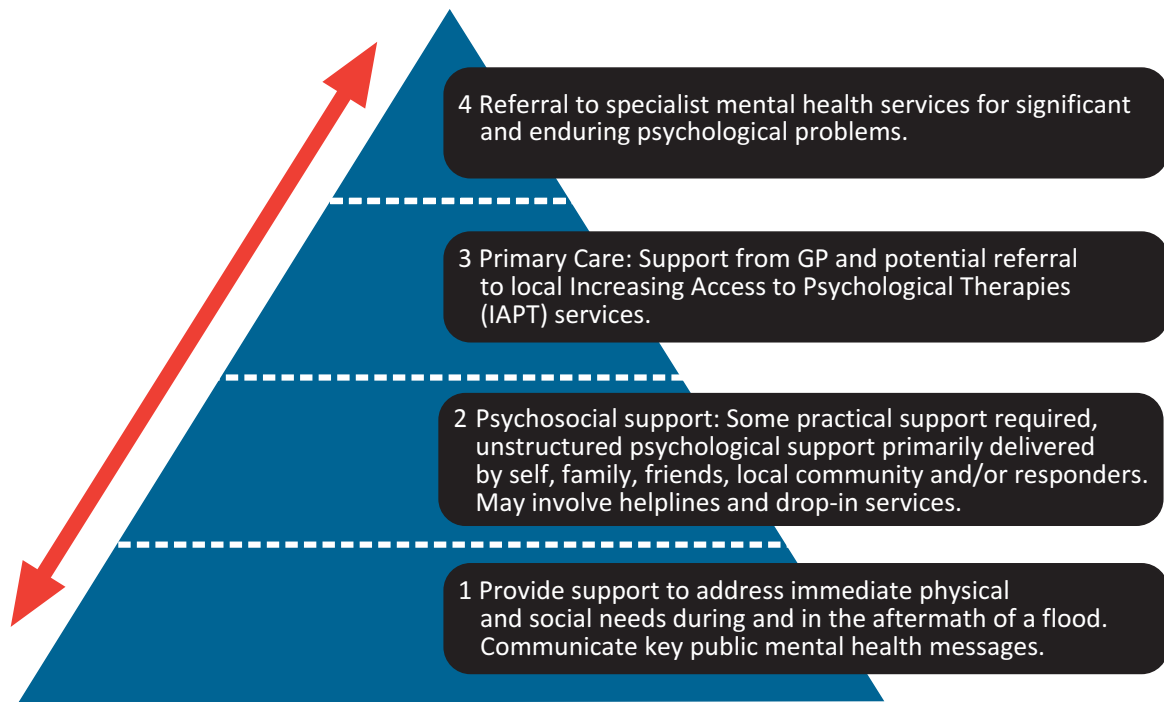 4 Referral to specialist mental health services for significant
and enduring psychological problems.
3 Primary Care: Support from GP and potential referral
to local Increasing Access to Psychological Therapies
(IAPT) services.
2 Psychosocial support: Some practical support required,
unstructured psychological support primarily delivered
by self, family, friends, local community and/or responders.
May involve helplines and drop-in services.
1 Provide support to address immediate physical
and social needs during and in the aftermath of a flood.
Communicate key public mental health messages.